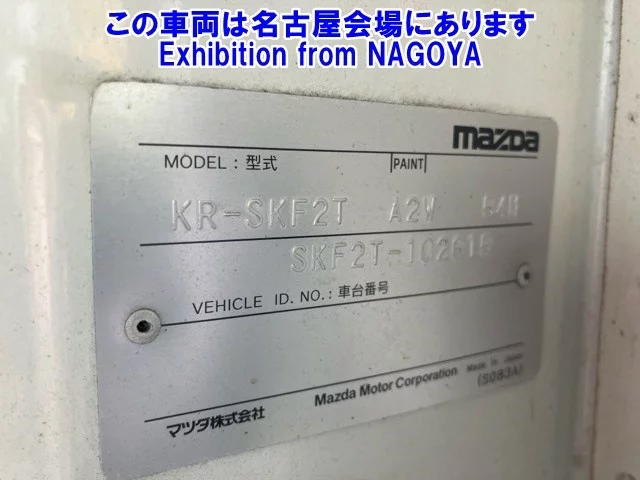 この車両は名古屋会場にあります
Exhibition from NAGOYA
mazda
MODEL : 型式 PAINT
KR-SKF2T A2W
SKF2T-102615
VEHICLE ID. NO. : 車台番号
マツダ株式会社 Mazda Motor Corporation Made in Japan
(S083A)